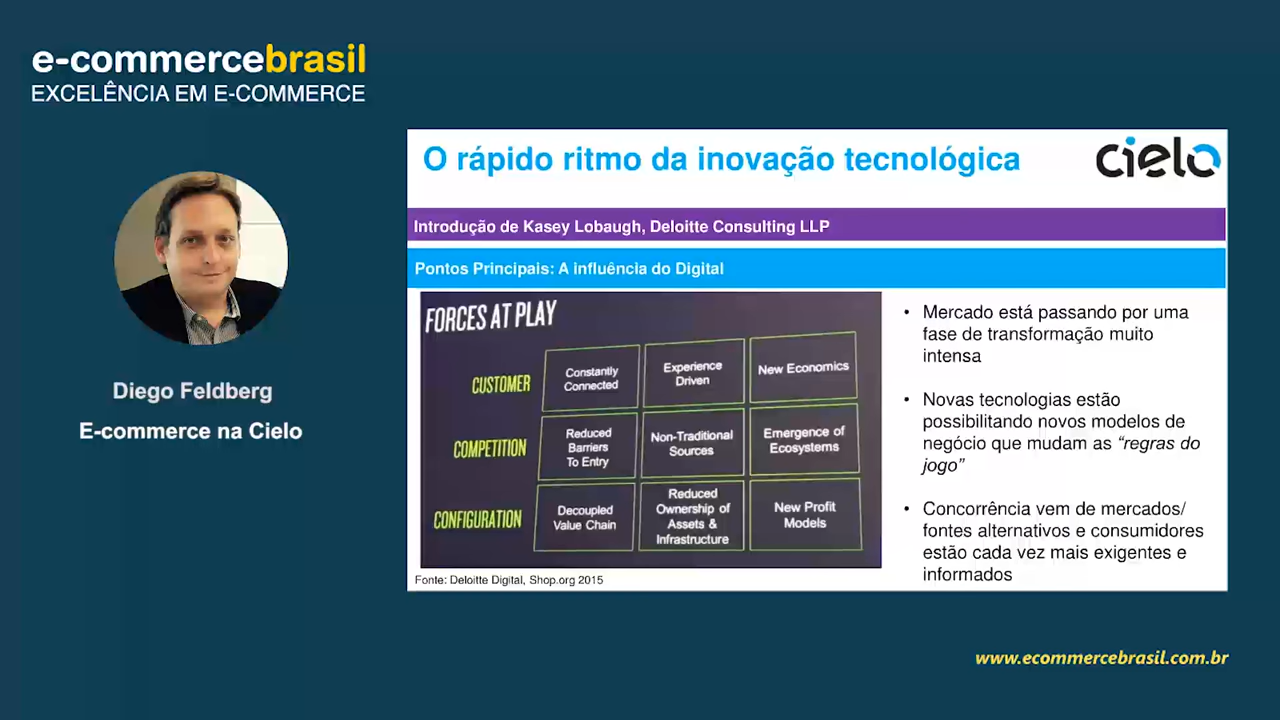 e-commercebrasil
EXCELÊNCIA EM E-COMMERCE
Diego Feldberg
E-commerce na Cielo
O rápido ritmo da inovação tecnológica
cielo
Introdução de Kasey Lobaugh, Deloitte Consulting LLP
Pontos Principais: A influência do Digital
FORCES AT PLAY
CUSTOMER
Constantly
Connected
Experience
Driven
New Economics
COMPETITION
Reduced
Barriers
To Entry
Non-Traditional
Sources
Emergence of
Ecosystems
CONFIGURATION
Decoupled
Value Chain
Reduced
Ownership of
Assets &
Infrastructure
New Profit
Models
Fonte: Deloitte Digital, Shop.org 2015
• Mercado está passando por uma
fase de transformação muito
intensa
• Novas tecnologias estão
possibilitando novos modelos de
negócio que mudam as “regras do
jogo”
• Concorrência vem de mercados/
fontes alternativos e consumidores
estão cada vez mais exigentes e
informados
www.ecommercebrasil.com.br